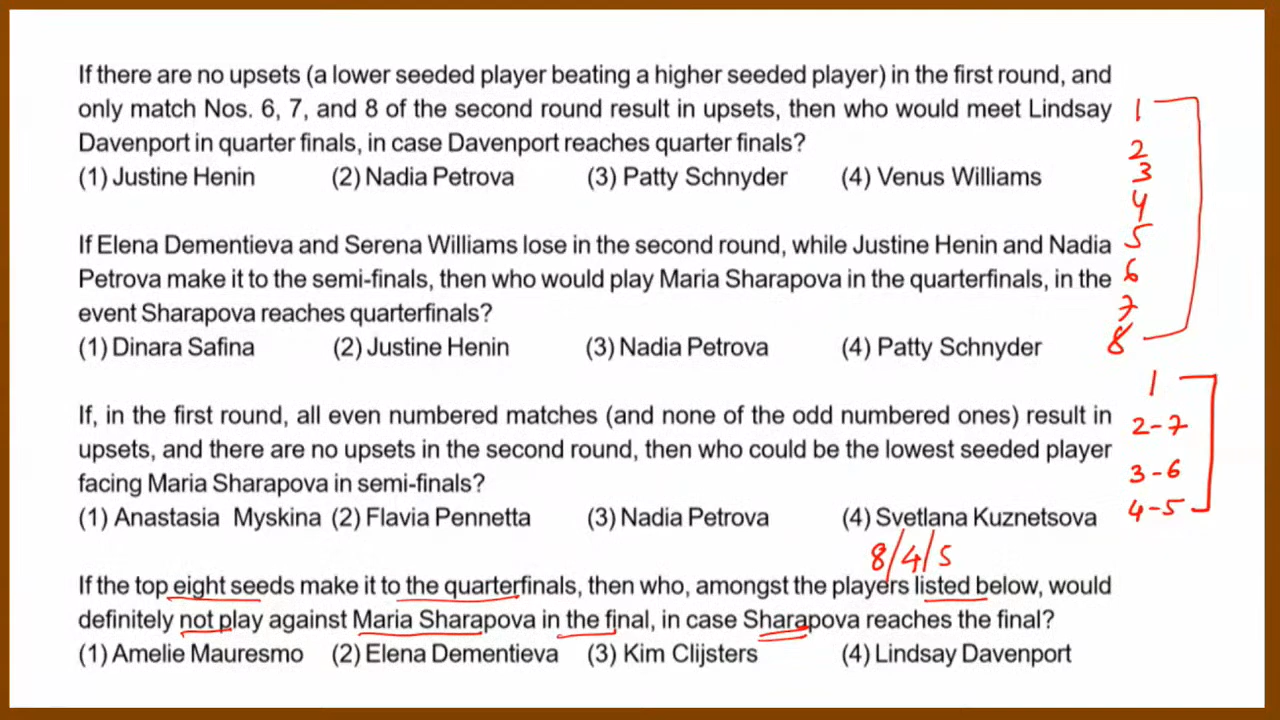 If there are no upsets (a lower seeded player beating a higher seeded player) in the first round, and
only match Nos. 6, 7, and 8 of the second round result in upsets, then who would meet Lindsay
Davenport in quarter finals, in case Davenport reaches quarter finals?
(1) Justine Henin (2) Nadia Petrova (3) Patty Schnyder (4) Venus Williams
If Elena Dementieva and Serena Williams lose in the second round, while Justine Henin and Nadia
Petrova make it to the semi-finals, then who would play Maria Sharapova in the quarterfinals, in the
event Sharapova reaches quarterfinals?
(1) Dinara Safina (2) Justine Henin (3) Nadia Petrova (4) Patty Schnyder
If, in the first round, all even numbered matches (and none of the odd numbered ones) result in
upsets, and there are no upsets in the second round, then who could be the lowest seeded player
facing Maria Sharapova in semi-finals?
(1) Anastasia Myskina (2) Flavia Pennetta (3) Nadia Petrova (4) Svetlana Kuznetsova
8/4/5
If the top eight seeds make it to the quarterfinals, then who, amongst the players listed below, would
definitely not play against Maria Sharapova in the final, in case Sharapova reaches the final?
(1) Amelie Mauresmo (2) Elena Dementieva (3) Kim Clijsters (4) Lindsay Davenport
1
2
3
4
5
6
7
8
1
2-7
3-6
4-5